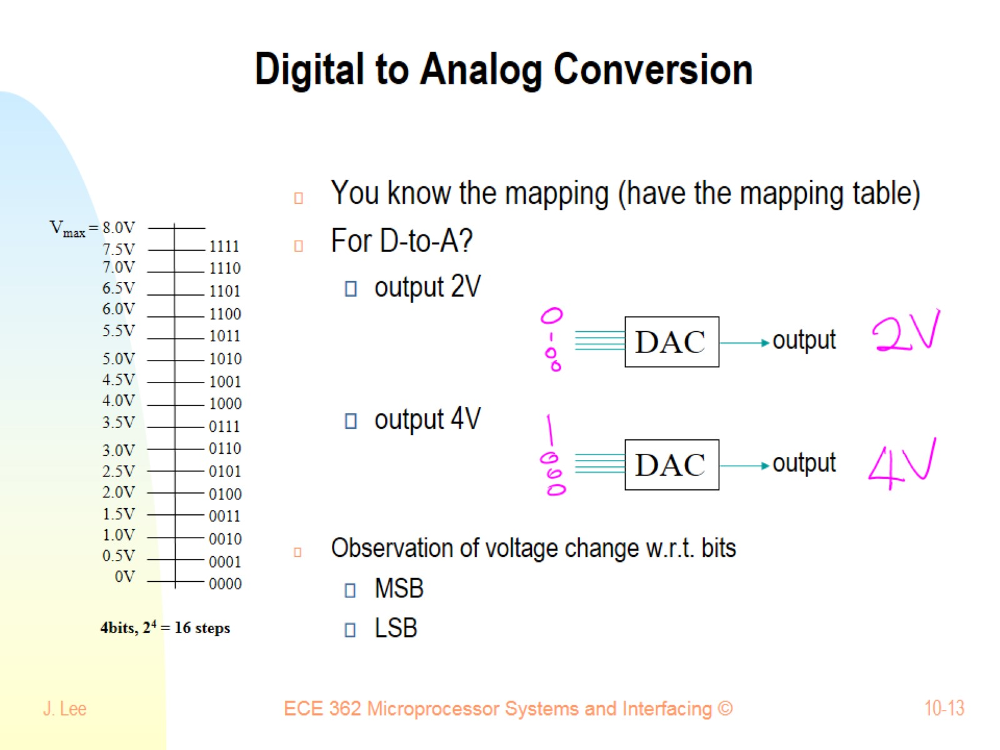 Digital to Analog Conversion
You know the mapping (have the mapping table)
For D-to-A?
output 2V
0
1
0
0
DAC
output
2V
output 4V
1
0
0
0
DAC
output
4V
Observation of voltage change w.r.t. bits
MSB
LSB
Vmax = 8.0V
7.5V 1111
7.0V 1110
6.5V 1101
6.0V 1100
5.5V 1011
5.0V 1010
4.5V 1001
4.0V 1000
3.5V 0111
3.0V 0110
2.5V 0101
2.0V 0100
1.5V 0011
1.0V 0010
0.5V 0001
0V 0000
4bits, 2⁴ = 16 steps
J. Lee
ECE 362 Microprocessor Systems and Interfacing ©
10-13